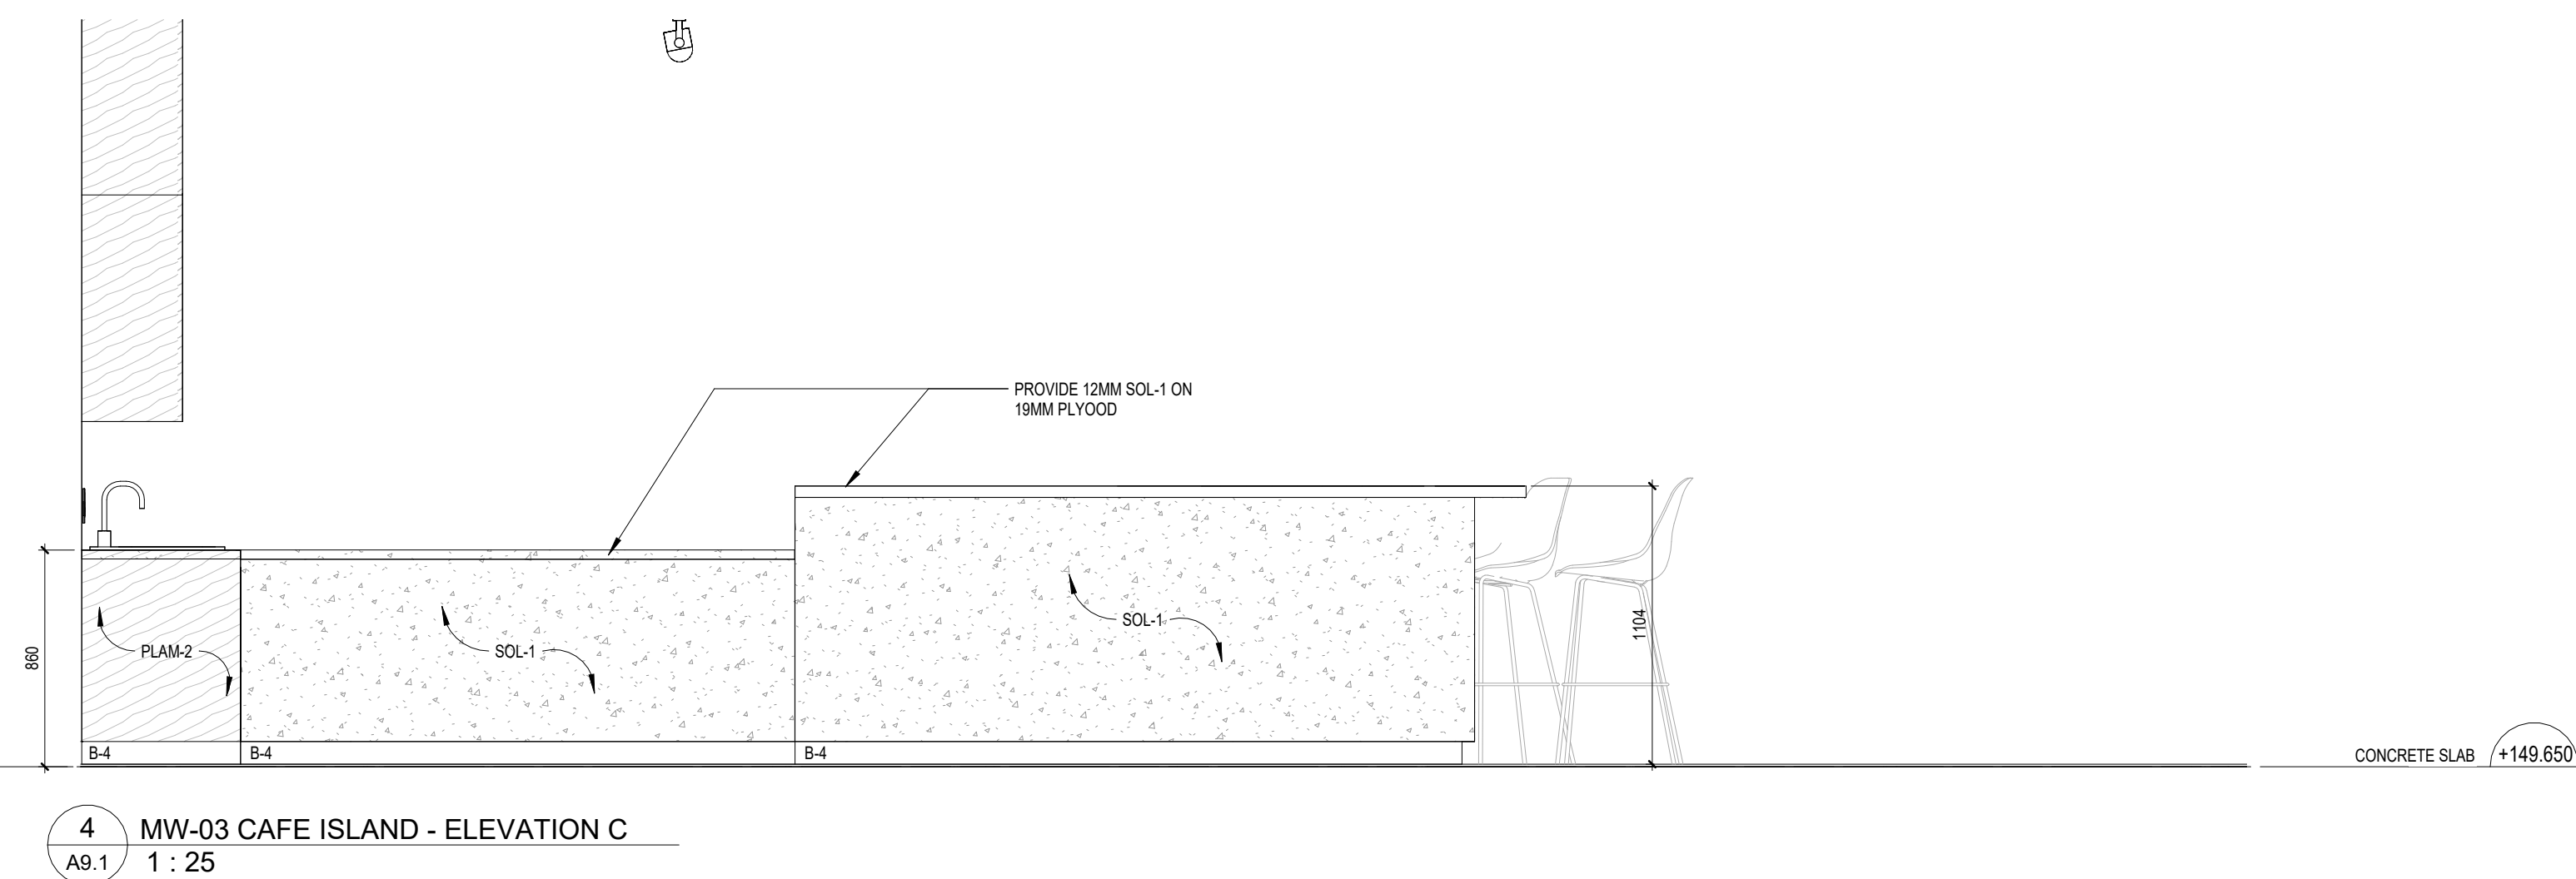 PROVIDE 12MM SOL-1 ON
19MM PLYOOD
SOL-1
PLAM-2
SOL-1
860
1104
B-4
B-4
B-4
CONCRETE SLAB
+149.650
4
MW-03 CAFE ISLAND - ELEVATION C
A9.1
1 : 25